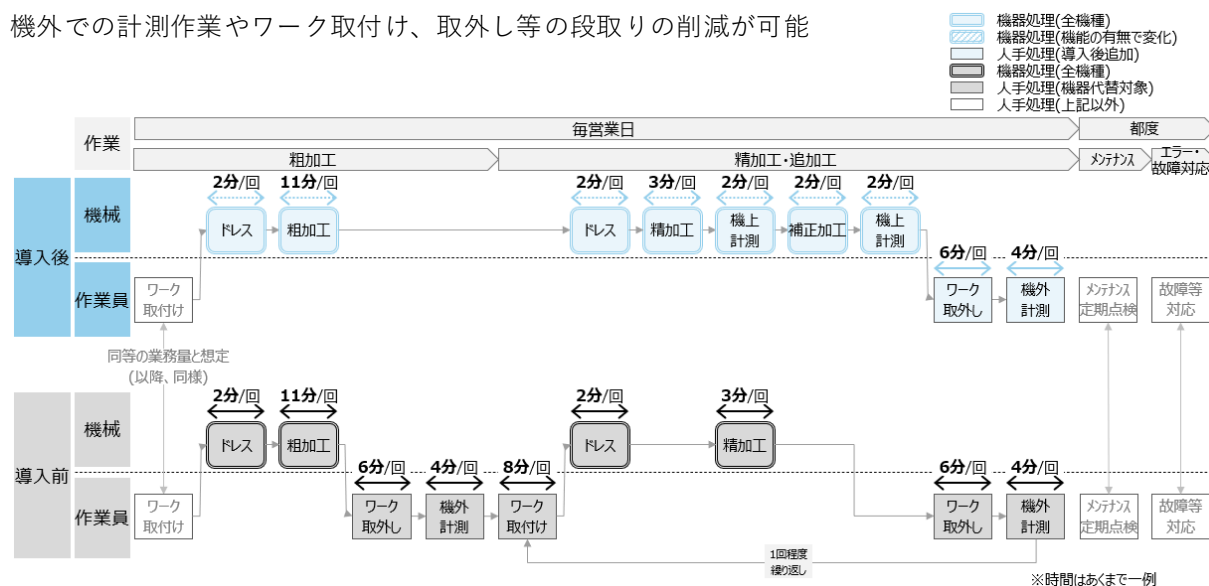 機外での計測作業やワーク取付け、取外し等の段取りの削減が可能
機器処理(全機種)
機器処理(機能の有無で変化)
人手処理(導入後追加)
機器処理(全機種)
人手処理(機器代替対象)
人手処理(上記以外)
作業
毎営業日
都度
粗加工
精加工・追加工
メンテナンス
エラー・
故障対応
導入後
機械
2分/回
11分/回
2分/回
3分/回
2分/回
2分/回
2分/回
ドレス
粗加工
ドレス
精加工
機上
計測
補正加工
機上
計測
作業員
6分/回
4分/回
ワーク
取付け
ワーク
取外し
機外
計測
メンテナンス
定期点検
故障等
対応
同等の業務量と想定
(以降、同様)
導入前
機械
2分/回
11分/回
2分/回
3分/回
ドレス
粗加工
ドレス
精加工
作業員
6分/回
4分/回
8分/回
6分/回
4分/回
ワーク
取付け
ワーク
取外し
機外
計測
ワーク
取付け
ワーク
取外し
機外
計測
メンテナンス
定期点検
故障等
対応
1回程度
繰り返し
※時間はあくまで一例